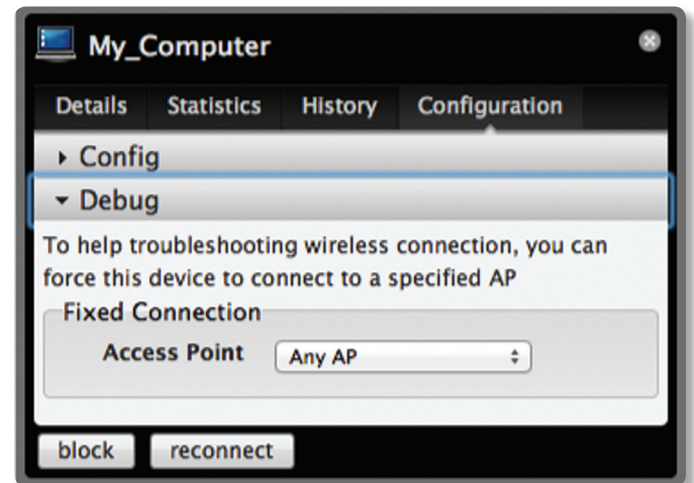 My_Computer
Details Statistics History Configuration
Config
Debug
To help troubleshooting wireless connection, you can
force this device to connect to a specified AP
Fixed Connection
Access Point Any AP
block reconnect